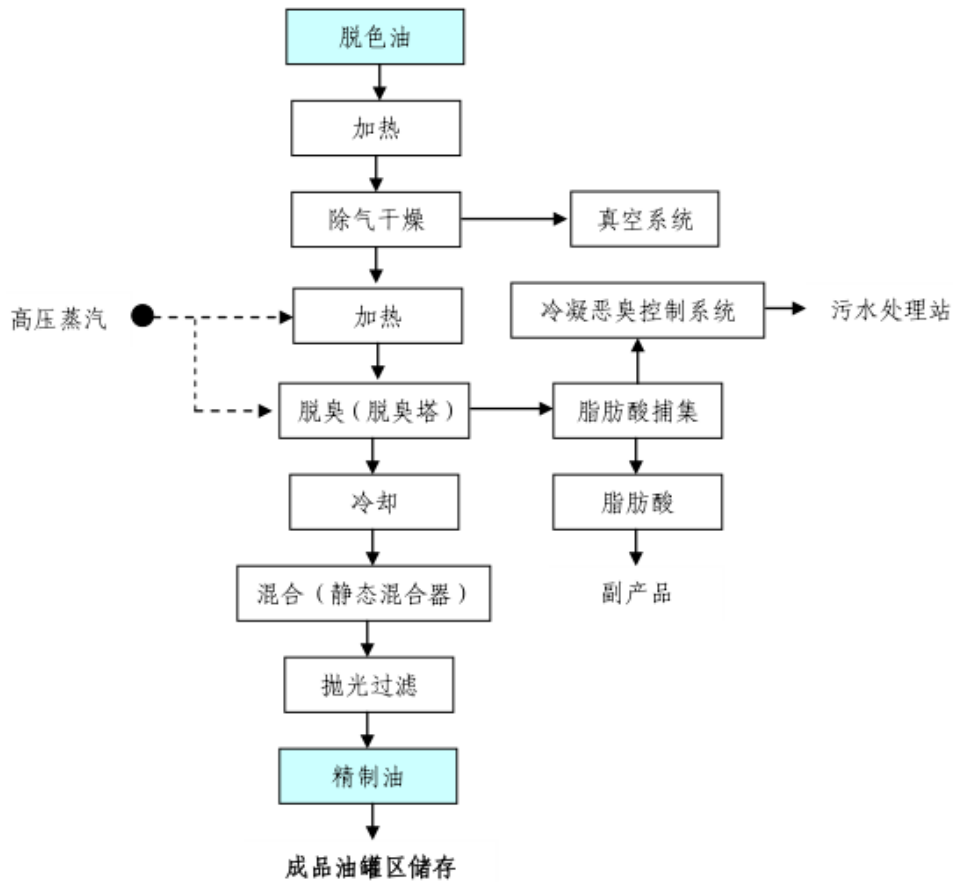 脱色油
加热
除气干燥
真空系统
高压蒸汽
加热
冷凝恶臭控制系统
污水处理站
脱臭（脱臭塔）
脂肪酸捕集
冷却
脂肪酸
混合（静态混合器）
副产品
抛光过滤
精制油
成品油罐区储存